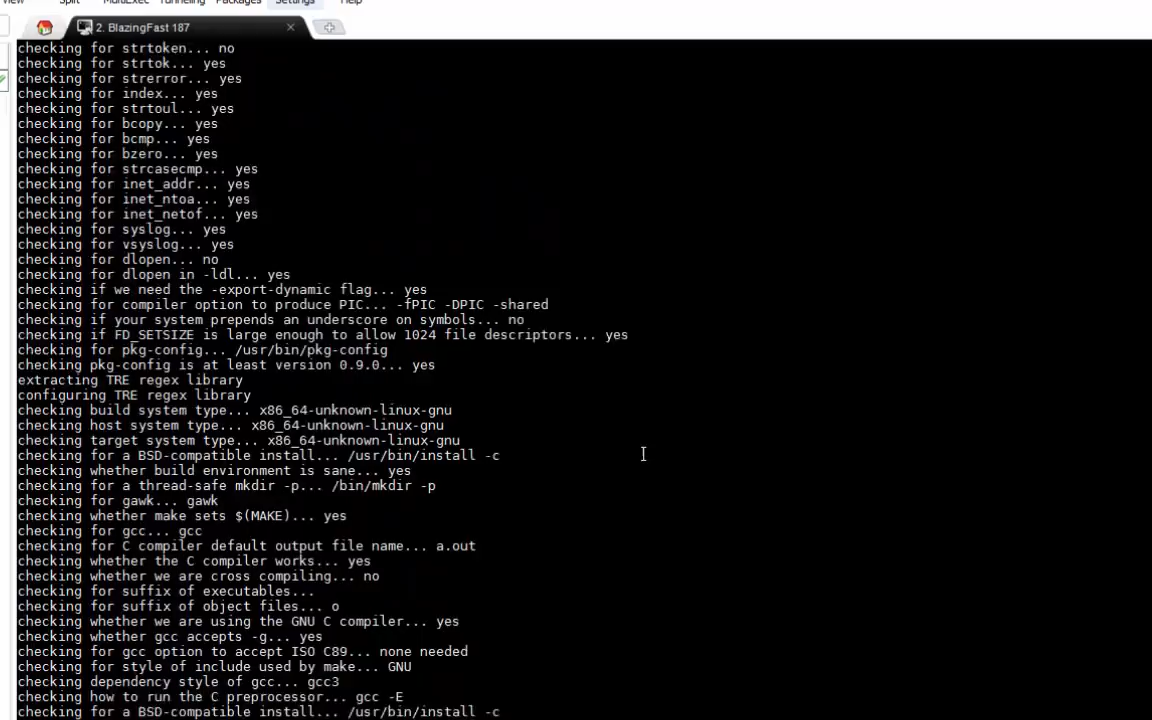 View Split MultiExec Tunneling Packages Settings Help
2. BlazingFast 187
checking for strtoken... no
checking for strtok... yes
checking for strerror... yes
checking for index... yes
checking for strtoul... yes
checking for bcopy... yes
checking for bcmp... yes
checking for bzero... yes
checking for strcasecmp... yes
checking for inet_addr... yes
checking for inet_ntoa... yes
checking for inet_netof... yes
checking for syslog... yes
checking for vsyslog... yes
checking for dlopen... no
checking for dlopen in -ldl... yes
checking if we need the -export-dynamic flag... yes
checking for compiler option to produce PIC... -fPIC -DPIC -shared
checking if your system prepends an underscore on symbols... no
checking if FD_SETSIZE is large enough to allow 1024 file descriptors... yes
checking for pkg-config... /usr/bin/pkg-config
checking pkg-config is at least version 0.9.0... yes
extracting TRE regex library
configuring TRE regex library
checking build system type... x86_64-unknown-linux-gnu
checking host system type... x86_64-unknown-linux-gnu
checking target system type... x86_64-unknown-linux-gnu
checking for a BSD-compatible install... /usr/bin/install -c
checking whether build environment is sane... yes
checking for a thread-safe mkdir -p... /bin/mkdir -p
checking for gawk... gawk
checking whether make sets $(MAKE)... yes
checking for gcc... gcc
checking for C compiler default output file name... a.out
checking whether the C compiler works... yes
checking whether we are cross compiling... no
checking for suffix of executables...
checking for suffix of object files... o
checking whether we are using the GNU C compiler... yes
checking whether gcc accepts -g... yes
checking for gcc option to accept ISO C89... none needed
checking for style of include used by make... GNU
checking dependency style of gcc... gcc3
checking how to run the C preprocessor... gcc -E
checking for a BSD-compatible install... /usr/bin/install -c